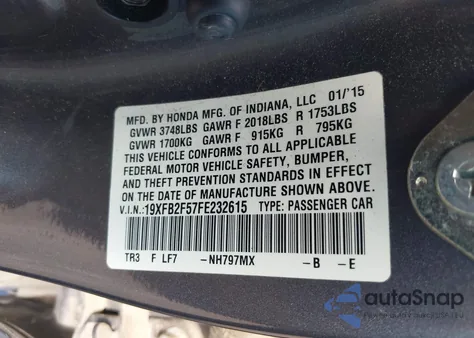 MFD. BY HONDA MFG. OF INDIANA, LLC 01/'15
GVWR 3748LBS GAWR F 2018LBS R 1753LBS
GVWR 1700KG GAWR F 915KG R 795KG
THIS VEHICLE CONFORMS TO ALL APPLICABLE
FEDERAL MOTOR VEHICLE SAFETY, BUMPER,
AND THEFT PREVENTION STANDARDS IN EFFECT
ON THE DATE OF MANUFACTURE SHOWN ABOVE.
V.I.N.:19XFB2F57FE232615 TYPE: PASSENGER CAR
TR3 F LF7 -NH797MX -B -E
autoSnap
POWERED BY